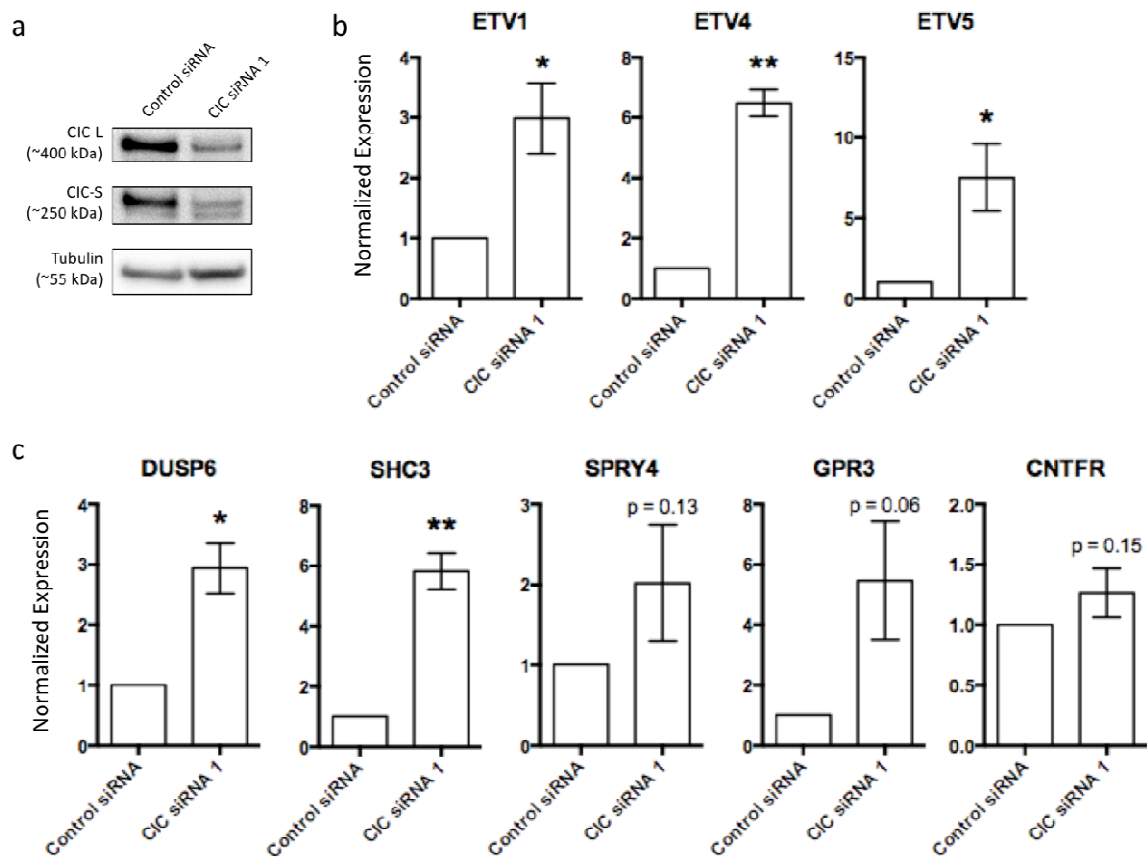 a
Control siRNA
CIC siRNA 1
CIC L
(~400 kDa)
CIC-S
(~250 kDa)
Tubulin
(~55 kDa)
b
ETV1
ETV4
ETV5
Normalized Expression
4
3
2
1
0
*
Control siRNA
CIC siRNA 1
8
6
4
2
0
**
Control siRNA
CIC siRNA 1
15
10
5
0
*
Control siRNA
CIC siRNA 1
c
DUSP6
SHC3
SPRY4
GPR3
CNTFR
Normalized Expression
4
3
2
1
0
*
Control siRNA
CIC siRNA 1
8
6
4
2
0
**
Control siRNA
CIC siRNA 1
3
2
1
0
p = 0.13
Control siRNA
CIC siRNA 1
8
6
4
2
0
p = 0.06
Control siRNA
CIC siRNA 1
2.0
1.5
1.0
0.5
0.0
p = 0.15
Control siRNA
CIC siRNA 1